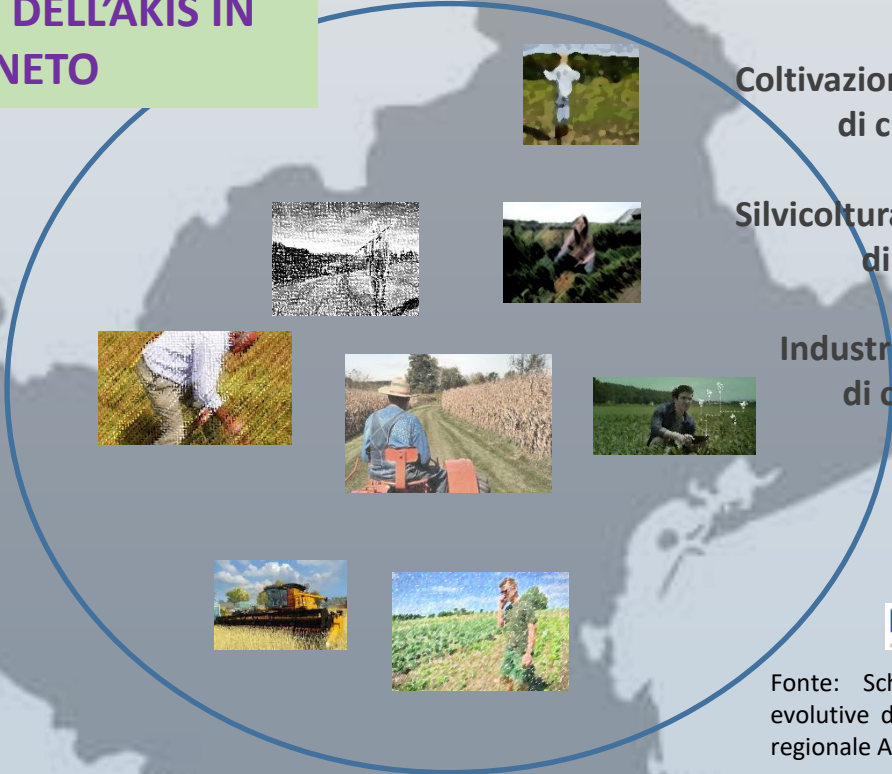 DELL’AKIS IN
NETO
Coltivazion
di c
Silvicoltura
di
Industr
di c
Fonte: Sch
evolutive d
regionale A